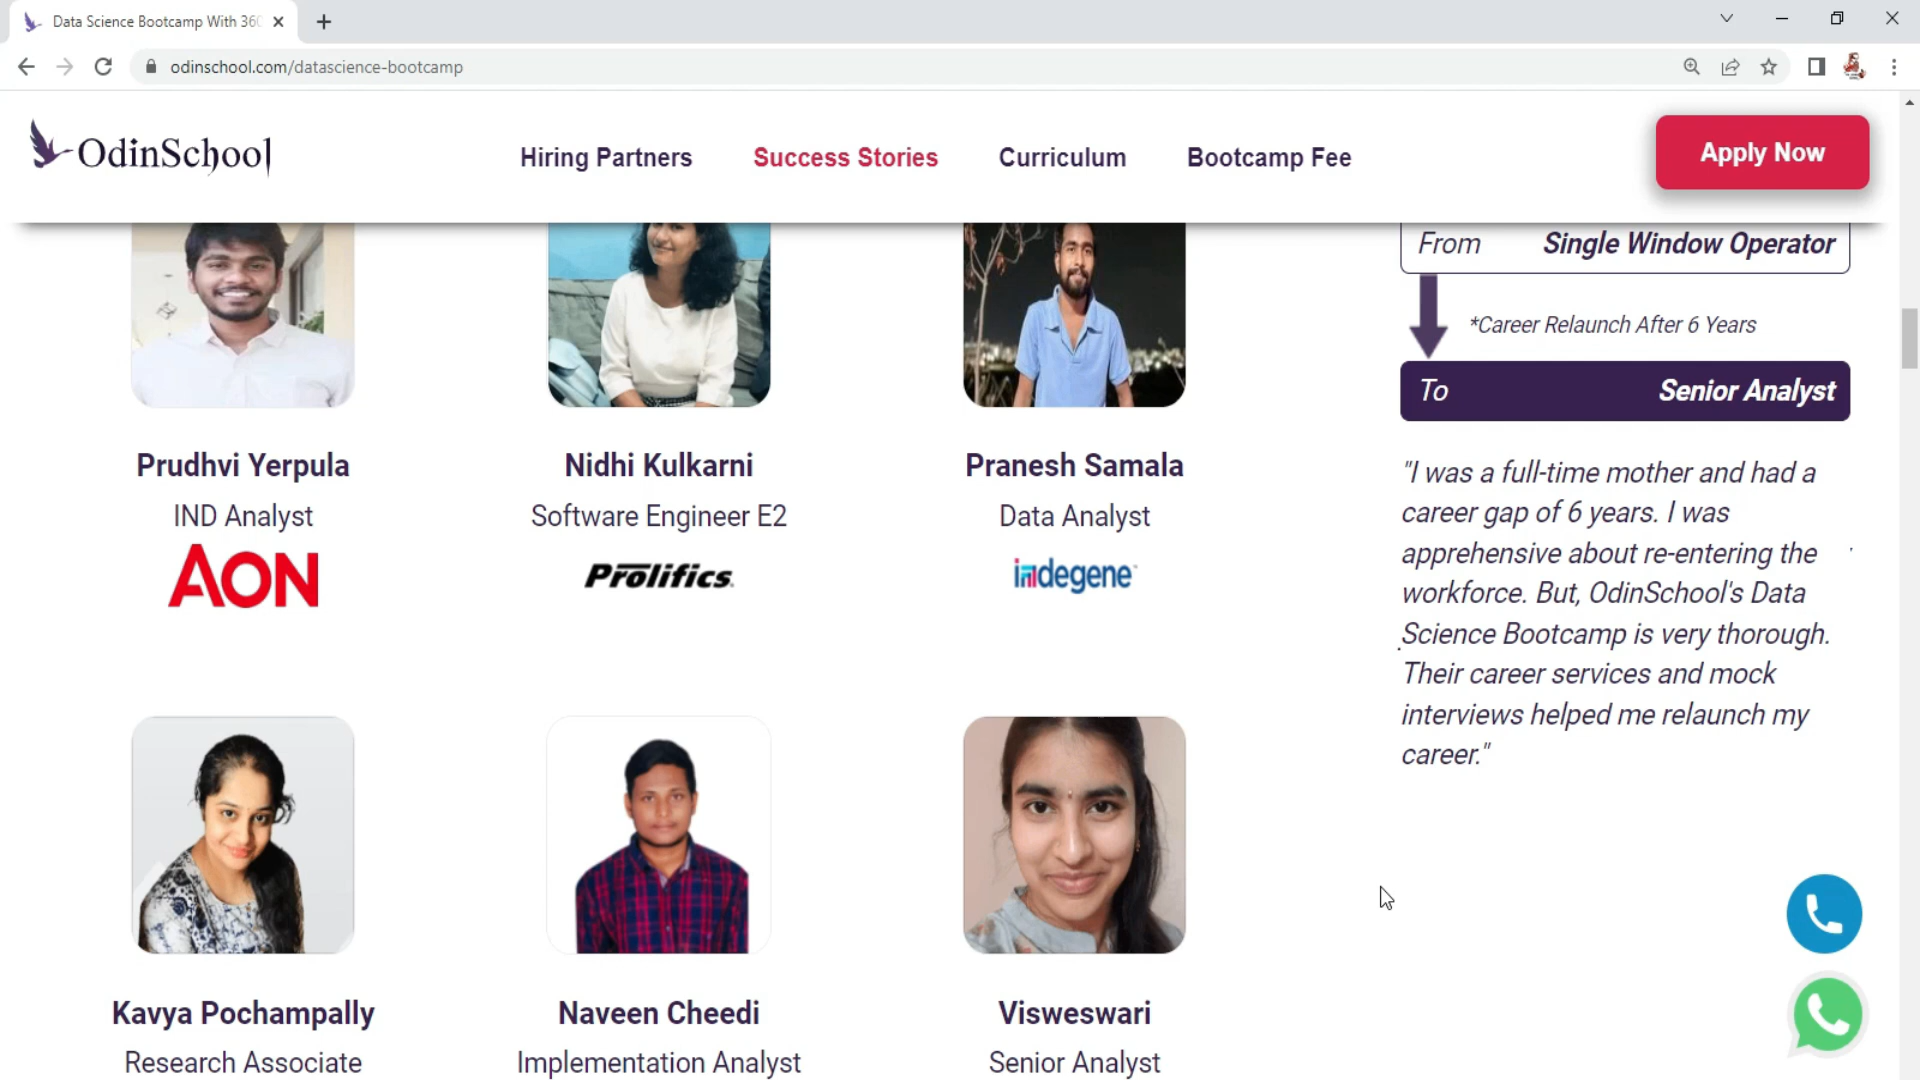 Data Science Bootcamp With 360
odinschool.com/datascience-bootcamp
OdinSchool
Hiring Partners
Success Stories
Curriculum
Bootcamp Fee
Apply Now
Prudhvi Yerpula
IND Analyst
AON
Nidhi Kulkarni
Software Engineer E2
Prolifics
Pranesh Samala
Data Analyst
indegene
From Single Window Operator
*Career Relaunch After 6 Years
To Senior Analyst
"I was a full-time mother and had a
career gap of 6 years. I was
apprehensive about re-entering the
workforce. But, OdinSchool's Data
Science Bootcamp is very thorough.
Their career services and mock
interviews helped me relaunch my
career."
Kavya Pochampally
Research Associate
Naveen Cheedi
Implementation Analyst
Visweswari
Senior Analyst